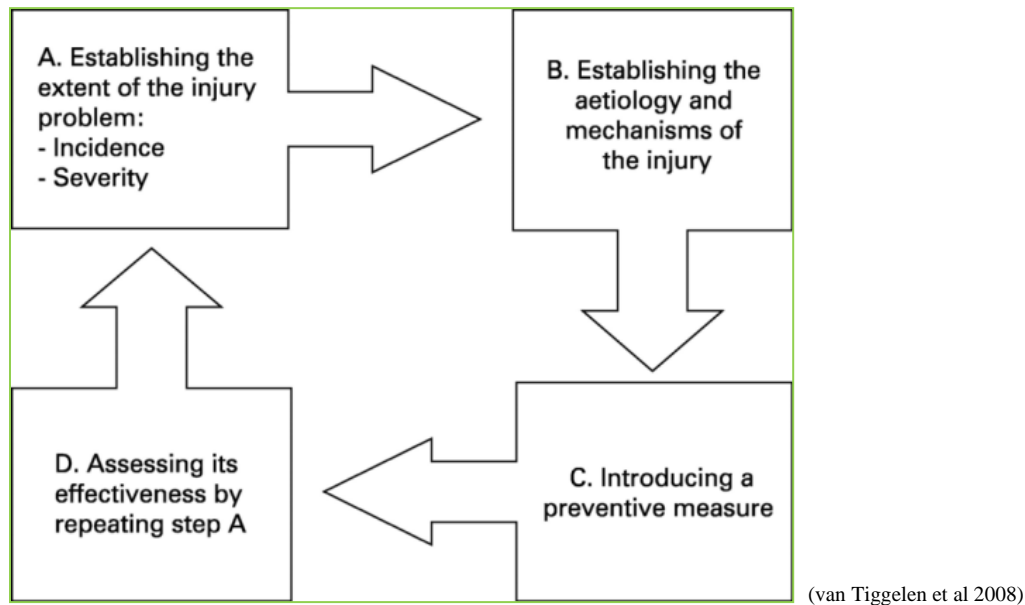 A. Establishing the
extent of the injury
problem:
- Incidence
- Severity
B. Establishing the
aetiology and
mechanisms of
the injury
C. Introducing a
preventive measure
D. Assessing its
effectiveness by
repeating step A
(van Tiggelen et al 2008)